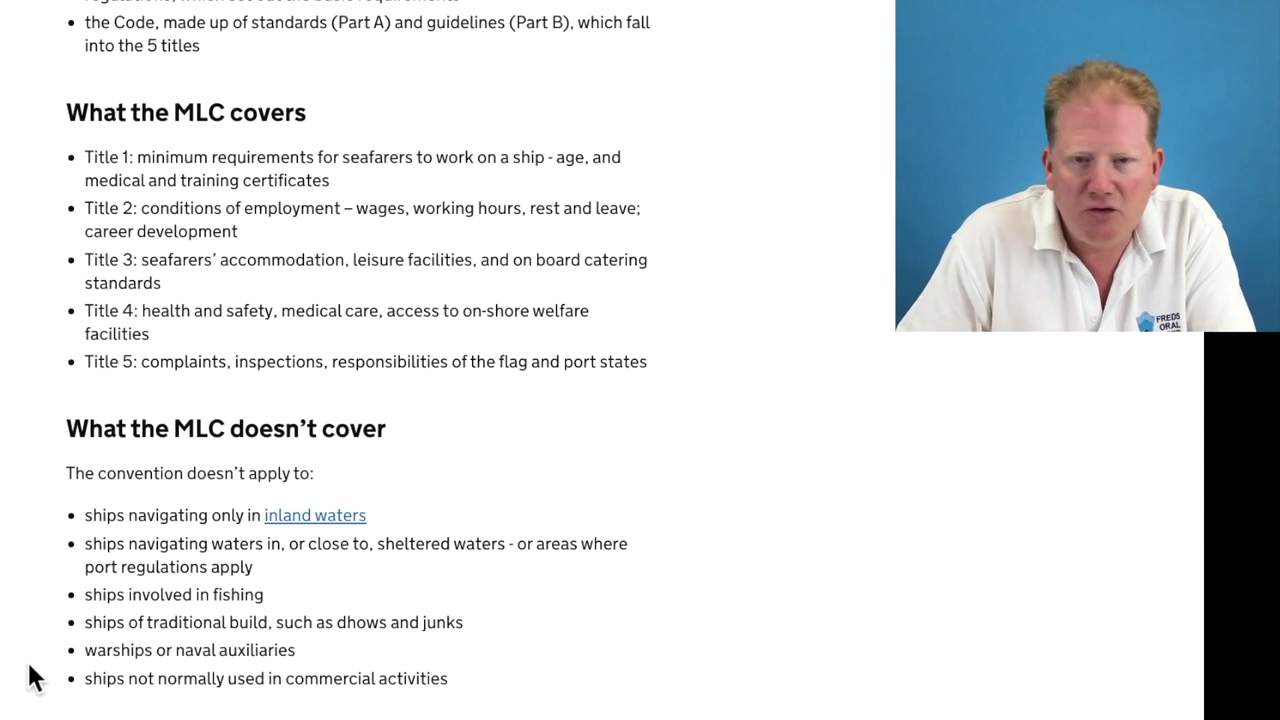 the Code, made up of standards (Part A) and guidelines (Part B), which fall
into the 5 titles
What the MLC covers
Title 1: minimum requirements for seafarers to work on a ship - age, and
medical and training certificates
Title 2: conditions of employment – wages, working hours, rest and leave;
career development
Title 3: seafarers’ accommodation, leisure facilities, and on board catering
standards
Title 4: health and safety, medical care, access to on-shore welfare
facilities
Title 5: complaints, inspections, responsibilities of the flag and port states
What the MLC doesn’t cover
The convention doesn’t apply to:
ships navigating only in inland waters
ships navigating waters in, or close to, sheltered waters - or areas where
port regulations apply
ships involved in fishing
ships of traditional build, such as dhows and junks
warships or naval auxiliaries
ships not normally used in commercial activities
FREDS
ORAL